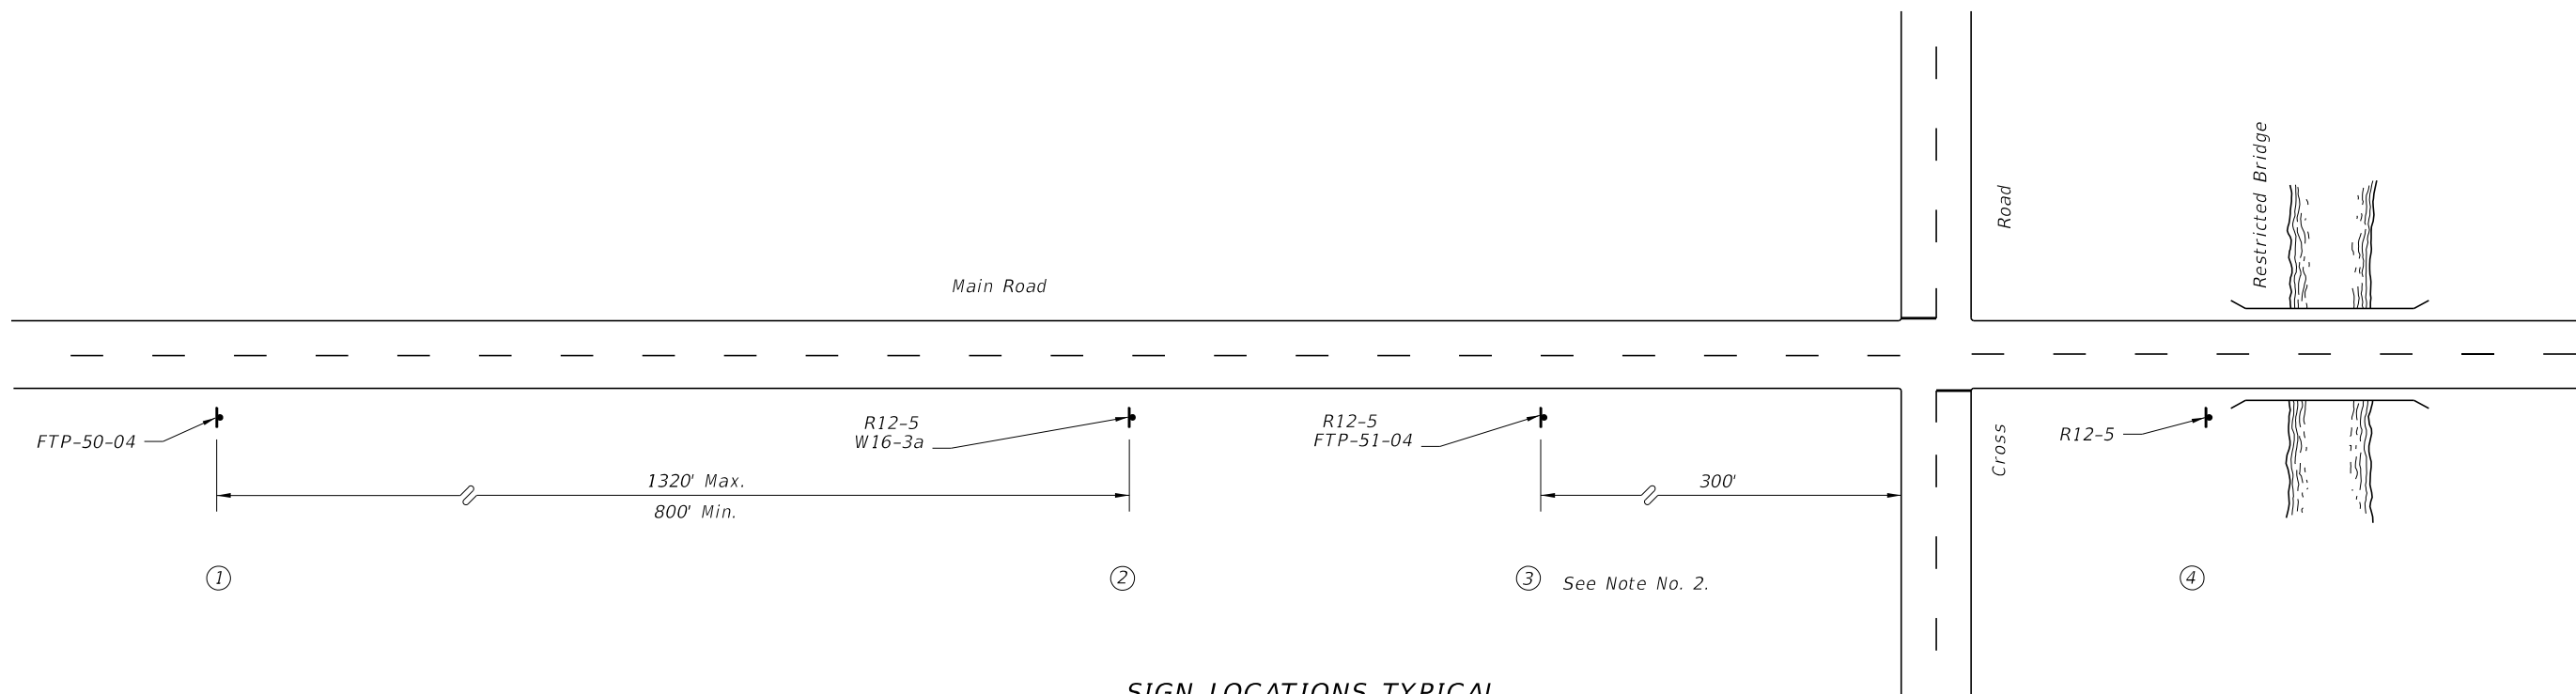 Restricted Bridge
Road
Main Road
FTP-50-04
R12-5
W16-3a
R12-5
FTP-51-04
Cross
R12-5
1320' Max.
800' Min.
300'
1
2
3
See Note No. 2.
4
SIGN LOCATIONS TYPICAL